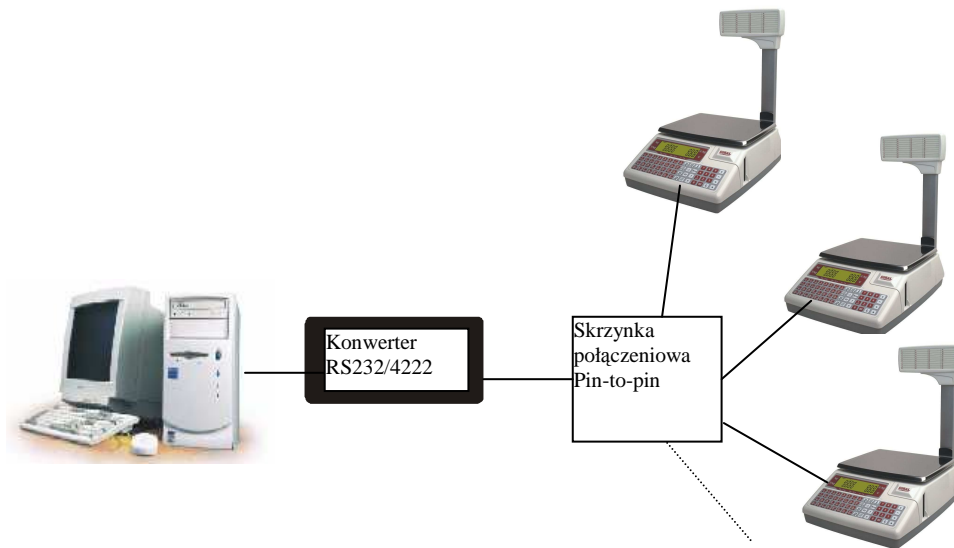 Konwerter
RS232/4222
Skrzynka
połączeniowa
Pin-to-pin